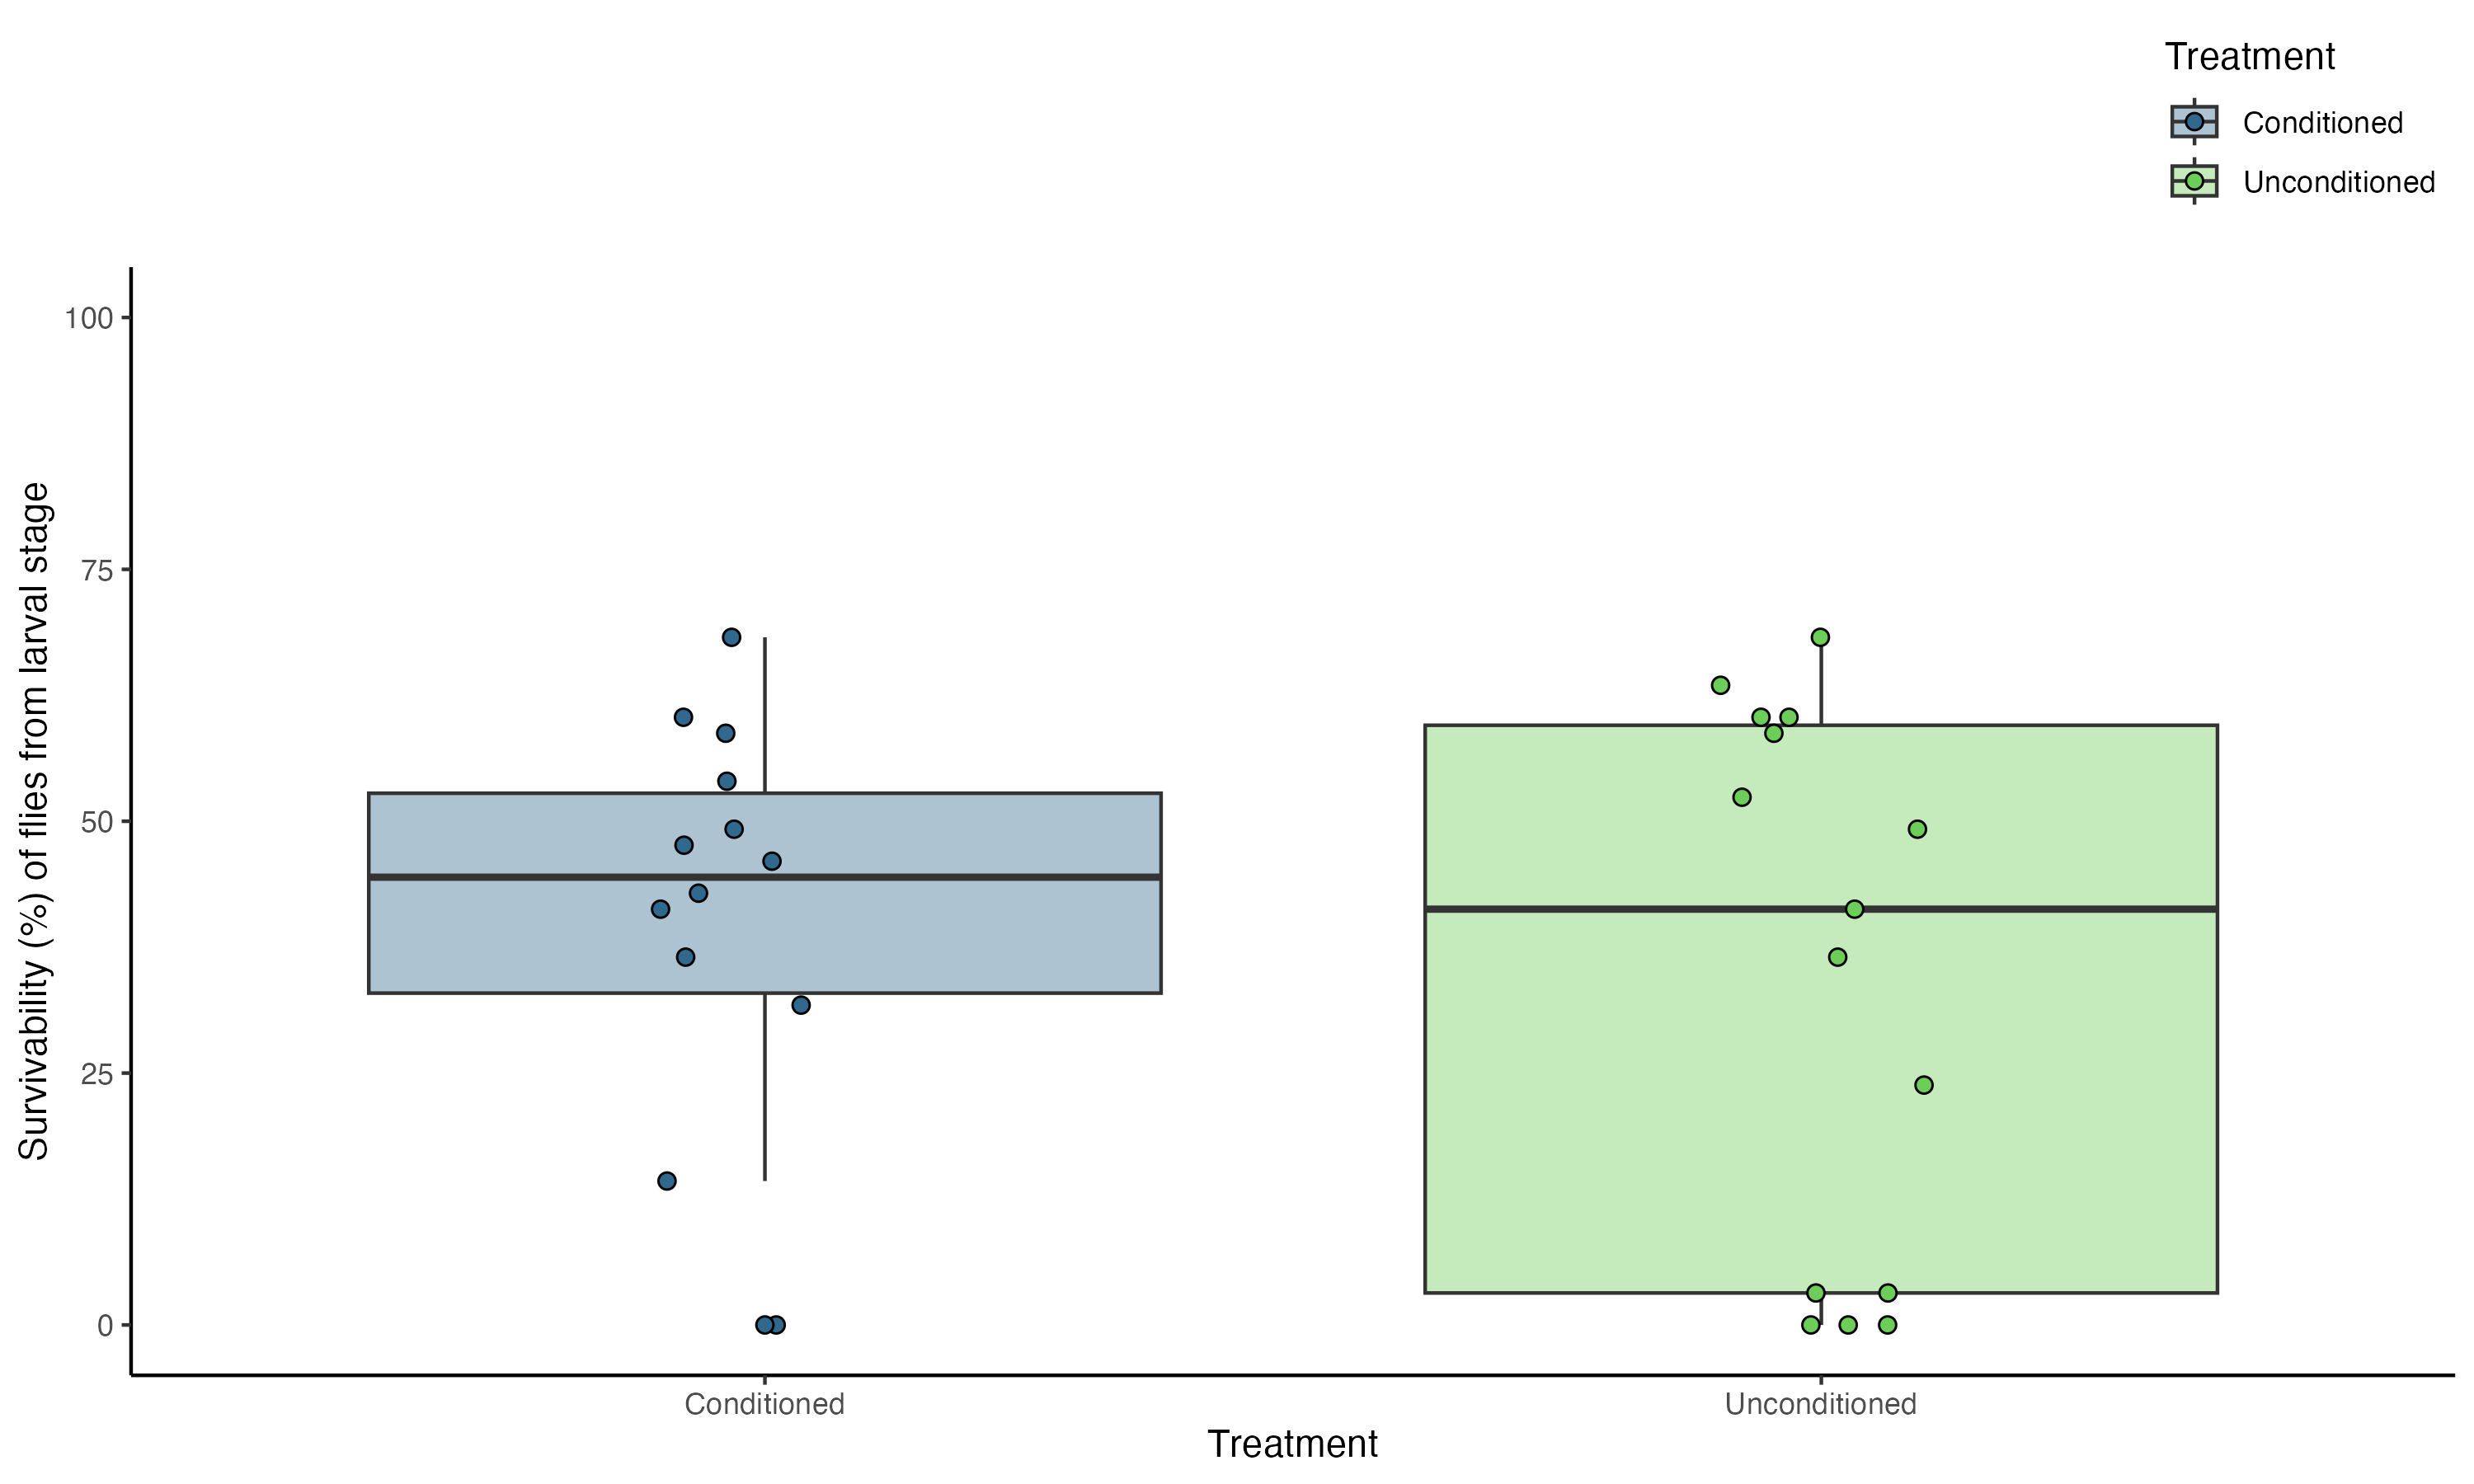 Treatment
Conditioned
Unconditioned
100
75
50
25
0
Survivability (%) of flies from larval stage
Conditioned
Unconditioned
Treatment